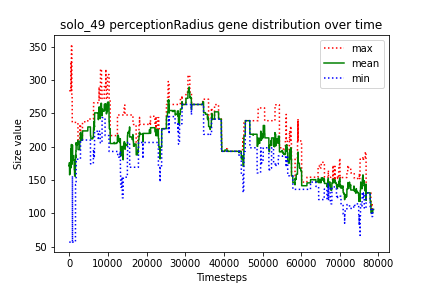 solo_49 perceptionRadius gene distribution over time
max
mean
min
Size value
350
300
250
200
150
100
50
0 10000 20000 30000 40000 50000 60000 70000 80000
Timesteps